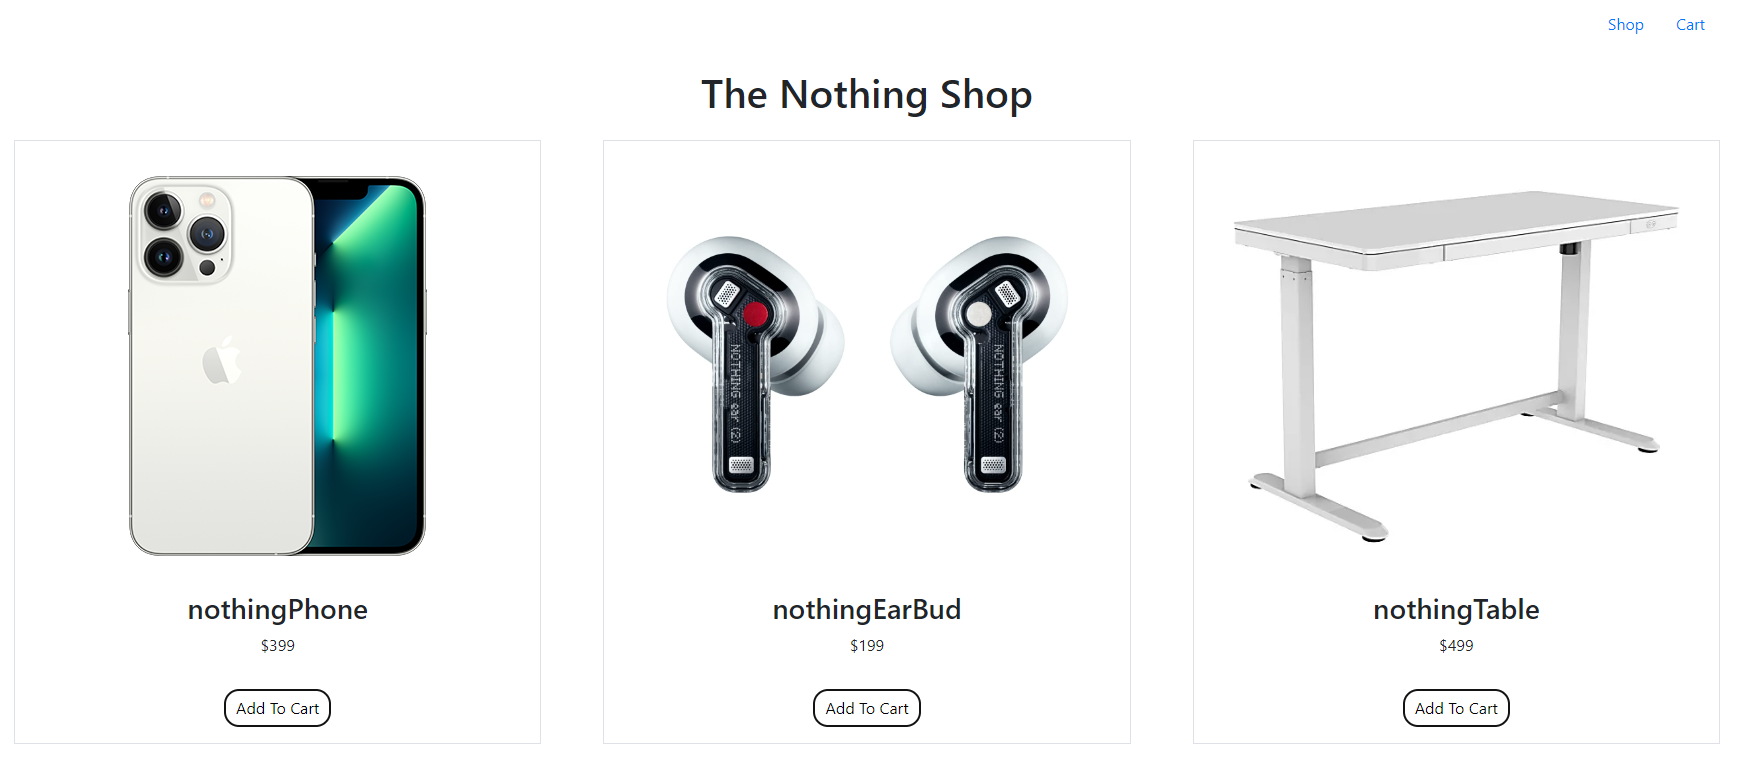 Shop Cart
The Nothing Shop
NOTHING ear (2)
NOTHING ear (2)
nothingPhone
$399
Add To Cart
nothingEarBud
$199
Add To Cart
nothingTable
$499
Add To Cart